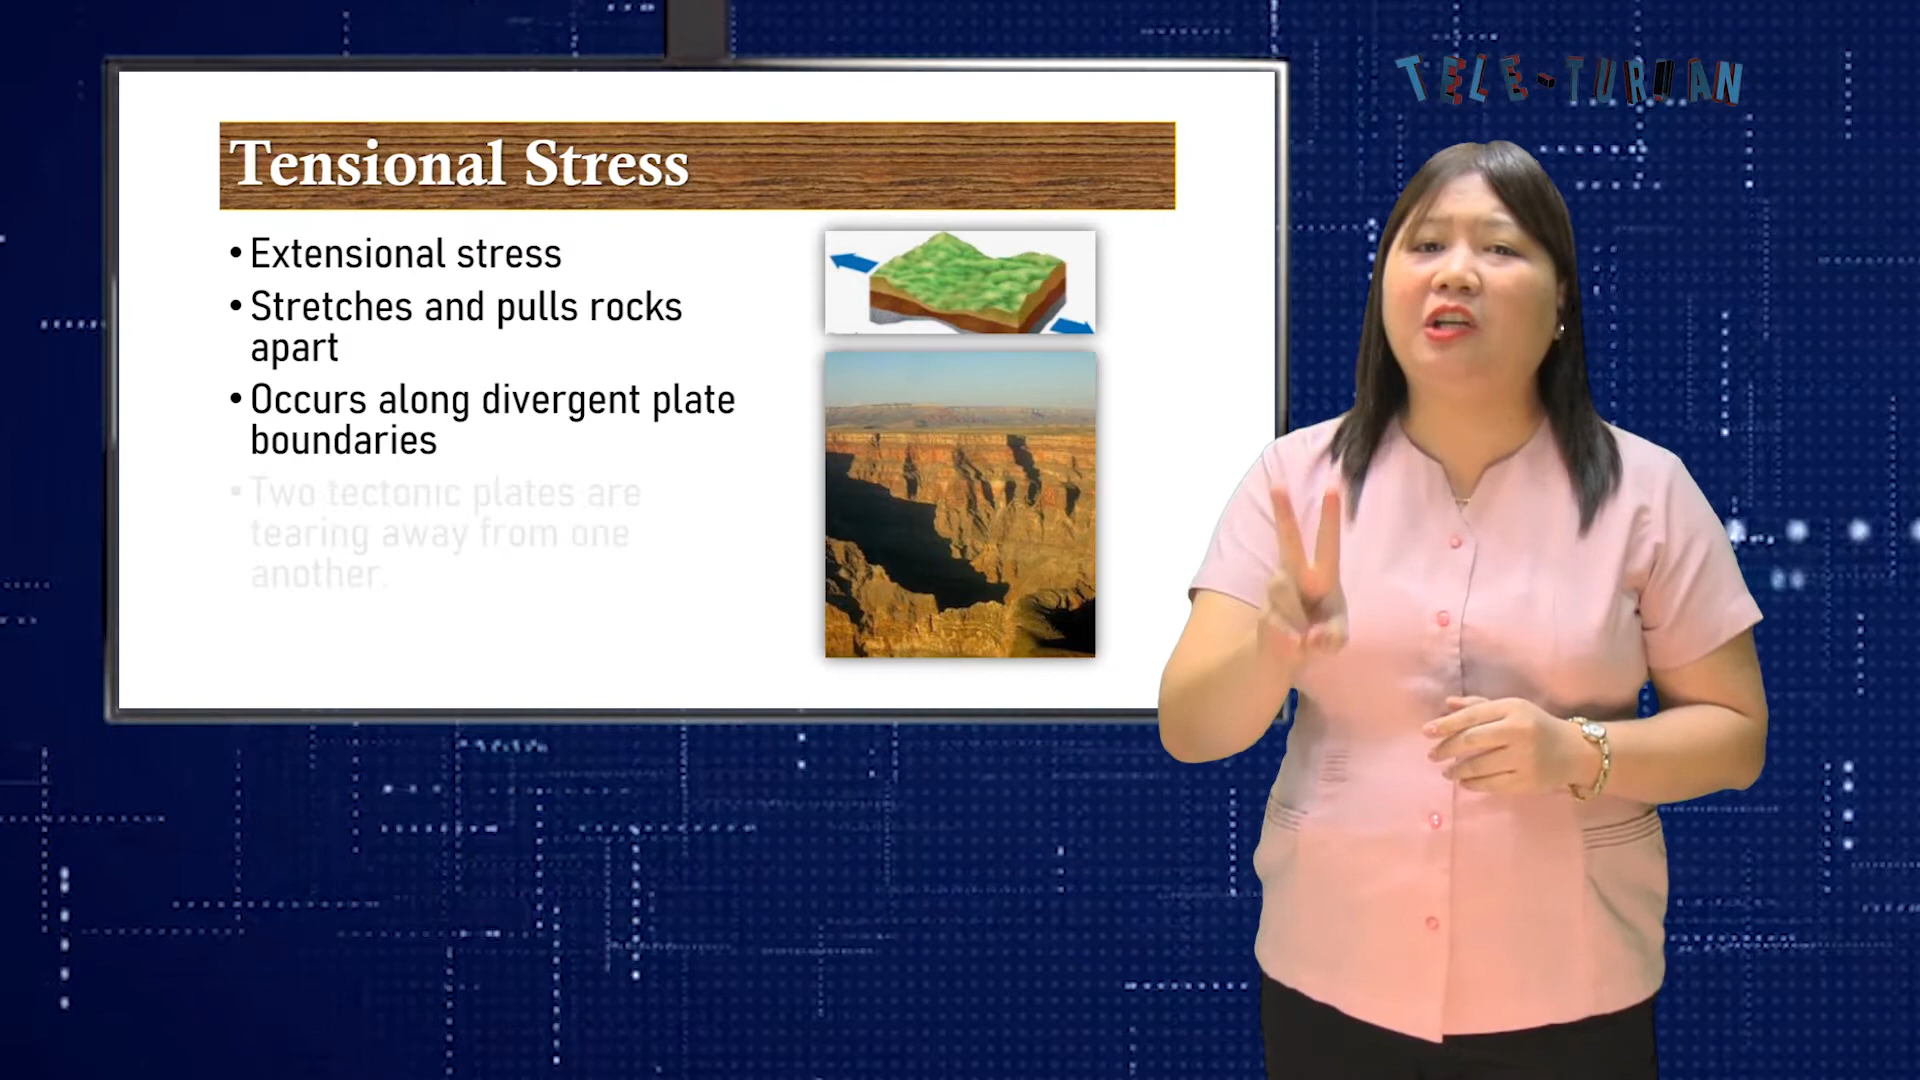 TELE-TURUAN
Tensional Stress
• Extensional stress
• Stretches and pulls rocks
apart
• Occurs along divergent plate
boundaries
• Two tectonic plates are
tearing away from one
another.